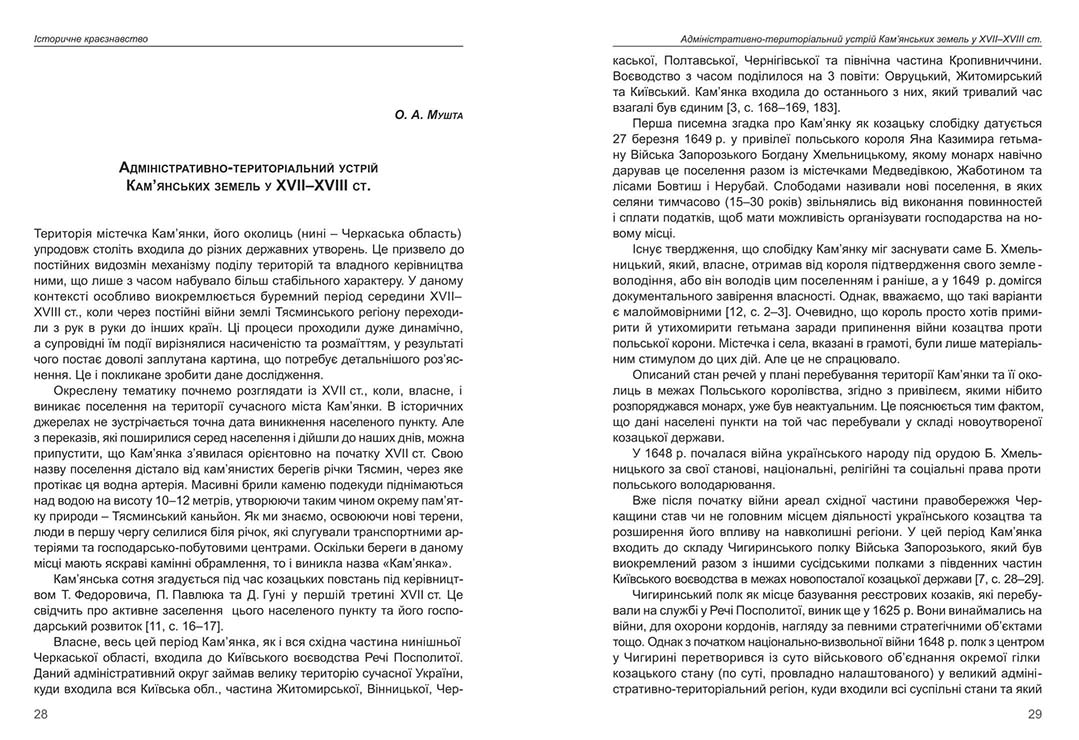 Історичне краєзнавство
О. А. Мушта
Адміністративно-територіальний устрій
Кам’янських земель у XVII–XVIII ст.
Територія містечка Кам’янки, його околиць (нині – Черкаська область)
упродовж століть входила до різних державних утворень. Це призвело до
постійних видозмін механізму поділу територій та владного керівництва
ними, що лише з часом набувало більш стабільного характеру. У даному
контексті особливо виокремлюється буремний період середини XVII–
XVIII ст., коли через постійні війни землі Тясминського регіону переходи-
ли з рук в руки до інших країн. Ці процеси проходили дуже динамічно,
а супровідні їм події вирізнялися насиченістю та розмаїттям, у результаті
чого постає доволі заплутана картина, що потребує детальнішого роз’яс-
нення. Це і покликане зробити дане дослідження.
Окреслену тематику почнемо розглядати із XVII ст., коли, власне, і
виникає поселення на території сучасного міста Кам’янки. В історичних
джерелах не зустрічається точна дата виникнення населеного пункту. Але
з переказів, які поширилися серед населення і дійшли до наших днів, можна
припустити, що Кам’янка з’явилася орієнтовно на початку XVII ст. Свою
назву поселення дістало від кам’янистих берегів річки Тясмин, через яке
протікає ця водна артерія. Масивні брили каменю подекуди піднімаються
над водою на висоту 10–12 метрів, утворюючи таким чином окрему пам’ят-
ку природи – Тясминський каньйон. Як ми знаємо, освоюючи нові терени,
люди в першу чергу селилися біля річок, які слугували транспортними ар-
теріями та господарсько-побутовими центрами. Оскільки береги в даному
місці мають яскраві камінні обрамлення, то і виникла назва «Кам’янка».
Кам’янська сотня згадується під час козацьких повстань під керівницт-
вом Т. Федоровича, П. Павлюка та Д. Гуні у першій третині XVII ст. Це
свідчить про активне заселення цього населеного пункту та його госпо-
дарський розвиток [11, с. 16–17].
Власне, весь цей період Кам’янка, як і вся східна частина нинішньої
Черкаської області, входила до Київського воєводства Речі Посполитої.
Даний адміністративний округ займав велику територію сучасної України,
куди входила вся Київська обл., частина Житомирської, Вінницької, Чер-
28
Адміністративно-територіальний устрій Кам’янських земель у XVII–XVIII ст.
каської, Полтавської, Чернігівської та північна частина Кропивниччини.
Воєводство з часом поділилося на 3 повіти: Овруцький, Житомирський
та Київський. Кам’янка входила до останнього з них, який тривалий час
взагалі був єдиним [3, с. 168–169, 183].
Перша писемна згадка про Кам’янку як козацьку слобідку датується
27 березня 1649 р. у привілеї польського короля Яна Казимира гетьма-
ну Війська Запорозького Богдану Хмельницькому, якому монарх навічно
дарував це поселення разом із містечками Медведівкою, Жаботином та
лісами Бовтиш і Нерубай. Слободами називали нові поселення, в яких
селяни тимчасово (15–30 років) звільнялись від виконання повинностей
і сплати податків, щоб мати можливість організувати господарства на но-
вому місці.
Існує твердження, що слобідку Кам’янку міг заснувати саме Б. Хмель-
ницький, який, власне, отримав від короля підтвердження свого земле-
володіння, або він володів цим поселенням і раніше, а у 1649 р. домігся
документального завірення власності. Однак, вважаємо, що такі варіанти
є малоймовірними [12, с. 2–3]. Очевидно, що король просто хотів прими-
рити й утихомирити гетьмана заради припинення війни козацтва проти
польської корони. Містечка і села, вказані в грамоті, були лише матеріаль-
ним стимулом до цих дій. Але це не спрацювало.
Описаний стан речей у плані перебування території Кам’янки та її око-
лиць в межах Польського королівства, згідно з привілеєм, якими нібито
розпоряджався монарх, уже був неактуальним. Це пояснюється тим фактом,
що дані населені пункти на той час перебували у складі новоутвореної
козацької держави.
У 1648 р. почалася війна українського народу під орудою Б. Хмель-
ницького за свої станові, національні, релігійні та соціальні права проти
польського володарювання.
Вже після початку війни ареал східної частини правобережжя Чер-
кащини став чи не головним місцем діяльності українського козацтва та
розширення його впливу на навколишні регіони. У цей період Кам’янка
входить до складу Чигиринського полку Війська Запорозького, який був
виокремлений разом з іншими сусідськими полками з південних частин
Київського воєводства в межах новопосталої козацької держави [7, с. 28–29].
Чигиринський полк як місце базування реєстрових козаків, які перебу-
вали на службі у Речі Посполитої, виник ще у 1625 р. Вони винаймались на
війни, для охорони кордонів, нагляду за певними стратегічними об’єктами
тощо. Однак з початком національно-визвольної війни 1648 р. полк з центром
у Чигирині перетворився із суто військового об’єднання окремої гілки
козацького стану (по суті, провладно налаштованого) у великий адміні-
стративно-територіальний регіон, куди входили всі суспільні стани та який
29